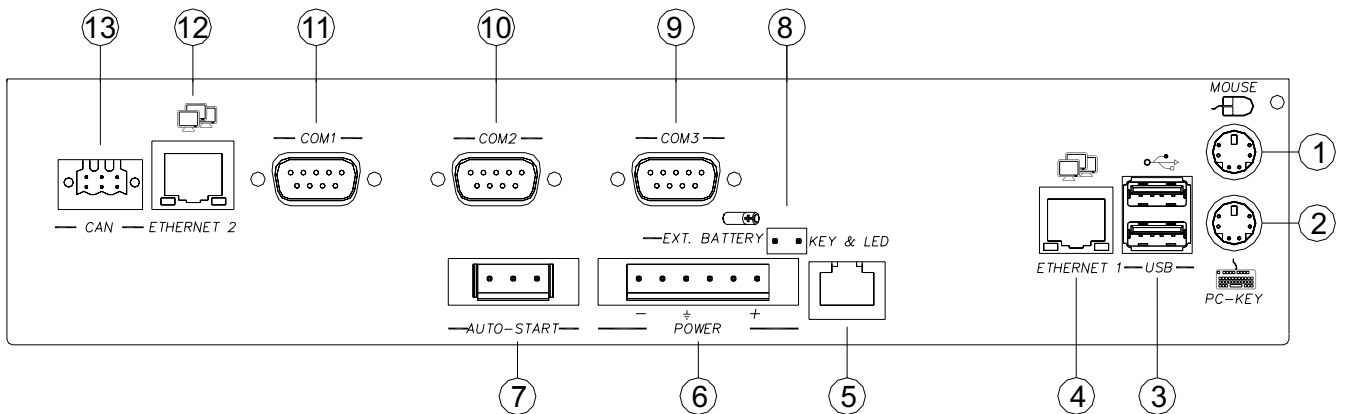 13 12 11 10 9 8
MOUSE
COM1 COM2 COM3
1
CAN ETHERNET 2
EXT. BATTERY KEY & LED
2
ETHERNET 1 USB
PC-KEY
- +
AUTO-START POWER
7 6 5 4 3